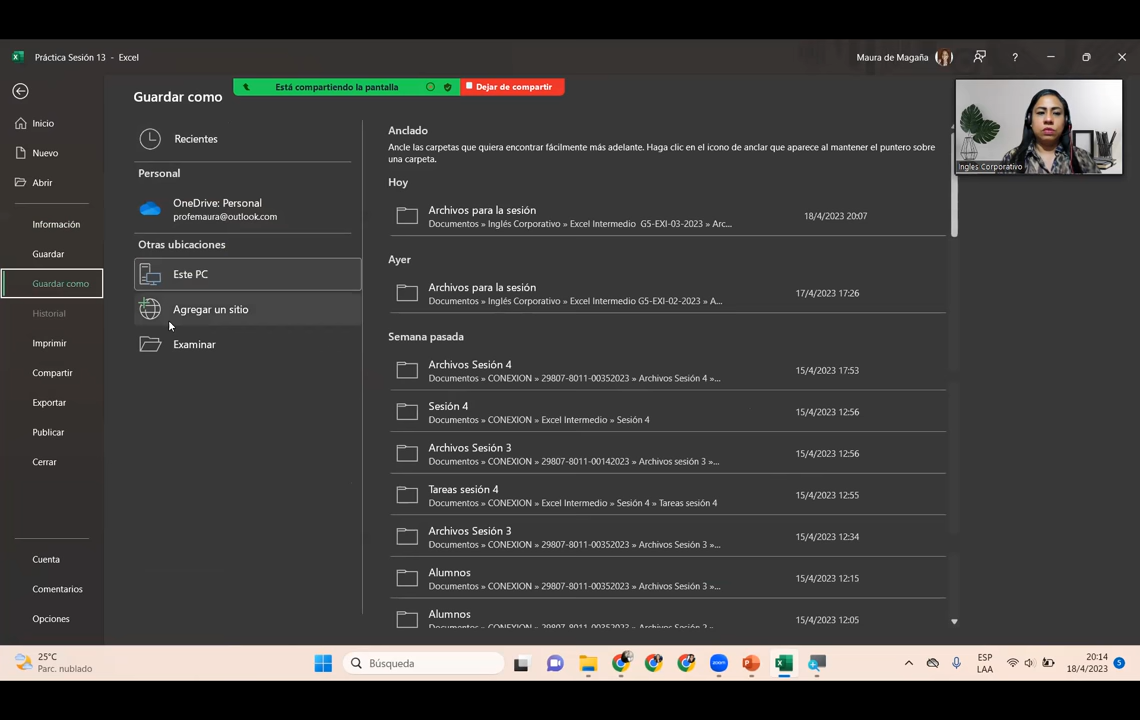 Práctica Sesión 13 - Excel
Maura de Magaña
?
Está compartiendo la pantalla
Dejar de compartir
Guardar como
Inicio
Nuevo
Abrir
Información
Guardar
Guardar como
Historial
Imprimir
Compartir
Exportar
Publicar
Cerrar
Cuenta
Comentarios
Opciones
Recientes
Personal
OneDrive: Personal
profemaura@outlook.com
Otras ubicaciones
Este PC
Agregar un sitio
Examinar
Anclado
Ancle las carpetas que quiera encontrar fácilmente más adelante. Haga clic en el icono de anclar que aparece al mantener el puntero sobre
una carpeta.
Hoy
Archivos para la sesión 18/4/2023 20:07
Documentos » Inglés Corporativo » Excel Intermedio G5-EXI-03-2023 » Arc...
Ayer
Archivos para la sesión 17/4/2023 17:26
Documentos » Inglés Corporativo » Excel Intermedio G5-EXI-02-2023 » A...
Semana pasada
Archivos Sesión 4 15/4/2023 17:53
Documentos » CONEXION » 29807-8011-00352023 » Archivos Sesión 4 »...
Sesión 4 15/4/2023 12:56
Documentos » CONEXION » Excel Intermedio » Sesión 4
Archivos Sesión 3 15/4/2023 12:56
Documentos » CONEXION » 29807-8011-00142023 » Archivos sesión 3 »...
Tareas sesión 4 15/4/2023 12:55
Documentos » CONEXION » Excel Intermedio » Sesión 4 » Tareas sesión 4
Archivos Sesión 3 15/4/2023 12:34
Documentos » CONEXION » 29807-8011-00352023 » Archivos Sesión 3 »...
Alumnos 15/4/2023 12:15
Documentos » CONEXION » 29807-8011-00352023 » Archivos Sesión 3 »...
Alumnos 15/4/2023 12:05
Documentos » CONEXION » 29807-8011-00352023 » Archivos Sesión 2 »...
Inglés Corporativo
25°C
Parc. nublado
Búsqueda
zoom
ESP
LAA
20:14
18/4/2023
5